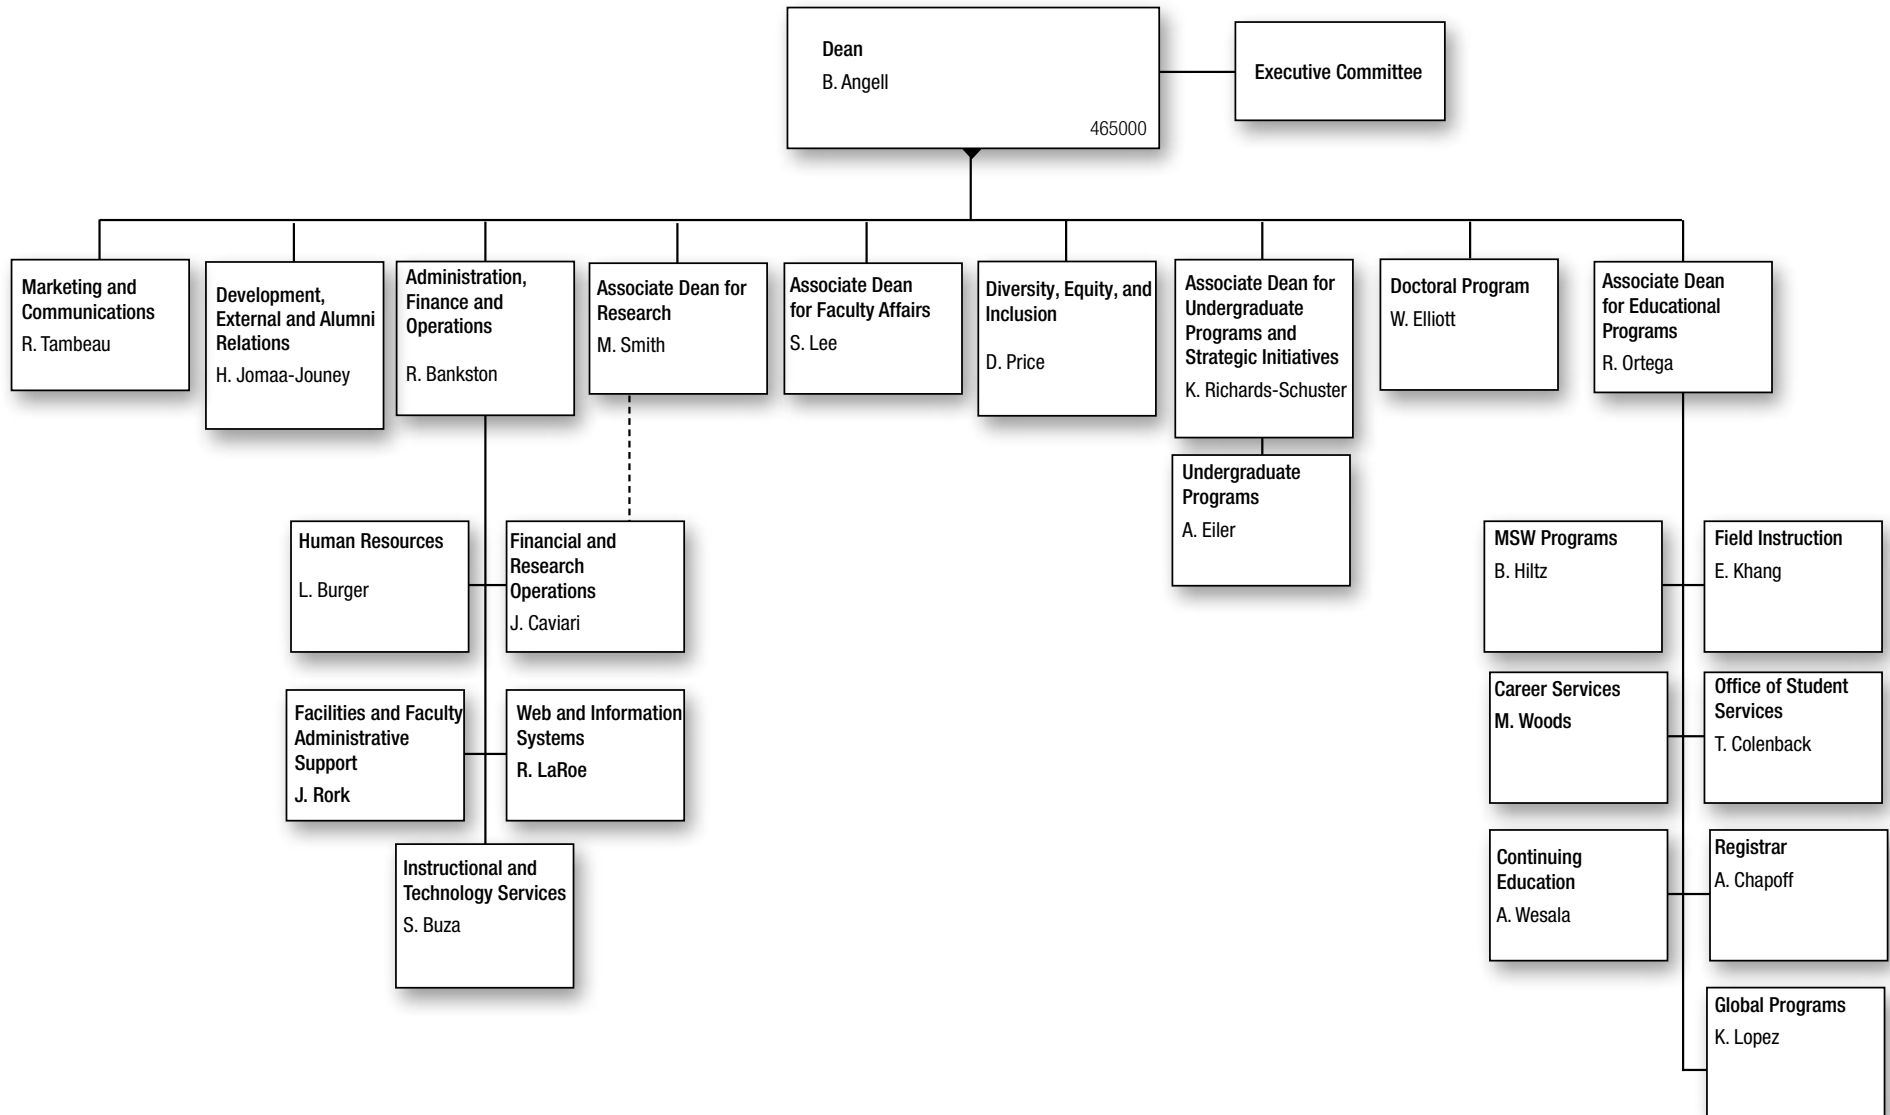 Dean
B. Angell
465000
Executive Committee
Marketing and
Communications
R. Tambeau
Development,
External and Alumni
Relations
H. Jomaa-Jouney
Administration,
Finance and
Operations
R. Bankston
Associate Dean for
Research
M. Smith
Associate Dean
for Faculty Affairs
S. Lee
Diversity, Equity, and
Inclusion
D. Price
Associate Dean for
Undergraduate
Programs and
Strategic Initiatives
K. Richards-Schuster
Doctoral Program
W. Elliott
Associate Dean
for Educational
Programs
R. Ortega
Undergraduate
Programs
A. Eiler
Human Resources
L. Burger
Financial and
Research
Operations
J. Caviari
MSW Programs
B. Hiltz
Field Instruction
E. Khang
Facilities and Faculty
Administrative
Support
J. Rork
Web and Information
Systems
R. LaRoe
Career Services
M. Woods
Office of Student
Services
T. Colenback
Instructional and
Technology Services
S. Buza
Continuing
Education
A. Wesala
Registrar
A. Chapoff
Global Programs
K. Lopez